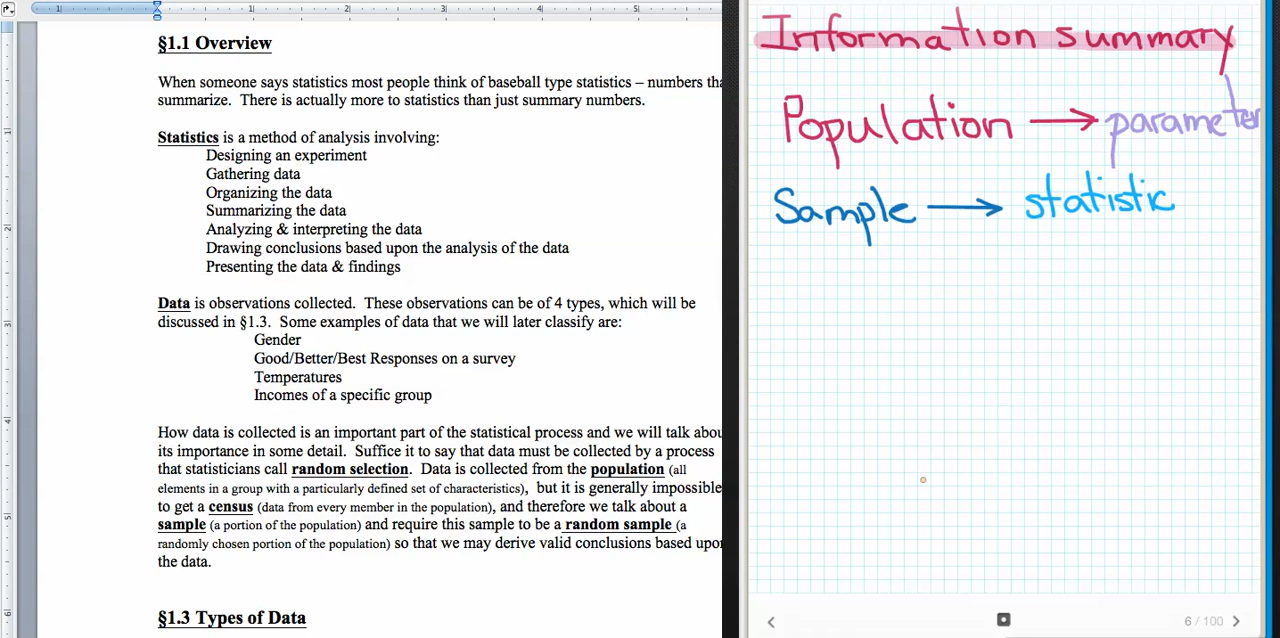 §1.1 Overview
When someone says statistics most people think of baseball type statistics – numbers tha
summarize.  There is actually more to statistics than just summary numbers.
Statistics is a method of analysis involving:
Designing an experiment
Gathering data
Organizing the data
Summarizing the data
Analyzing & interpreting the data
Drawing conclusions based upon the analysis of the data
Presenting the data & findings
Data is observations collected.  These observations can be of 4 types, which will be
discussed in §1.3.  Some examples of data that we will later classify are:
Gender
Good/Better/Best Responses on a survey
Temperatures
Incomes of a specific group
How data is collected is an important part of the statistical process and we will talk abou
its importance in some detail.  Suffice it to say that data must be collected by a process
that statisticians call random selection.  Data is collected from the population (all
elements in a group with a particularly defined set of characteristics), but it is generally impossible
to get a census (data from every member in the population), and therefore we talk about a
sample (a portion of the population) and require this sample to be a random sample (a
randomly chosen portion of the population) so that we may derive valid conclusions based upon
the data.
§1.3 Types of Data
Information summary
Population → parameter
Sample → statistic
6 / 100